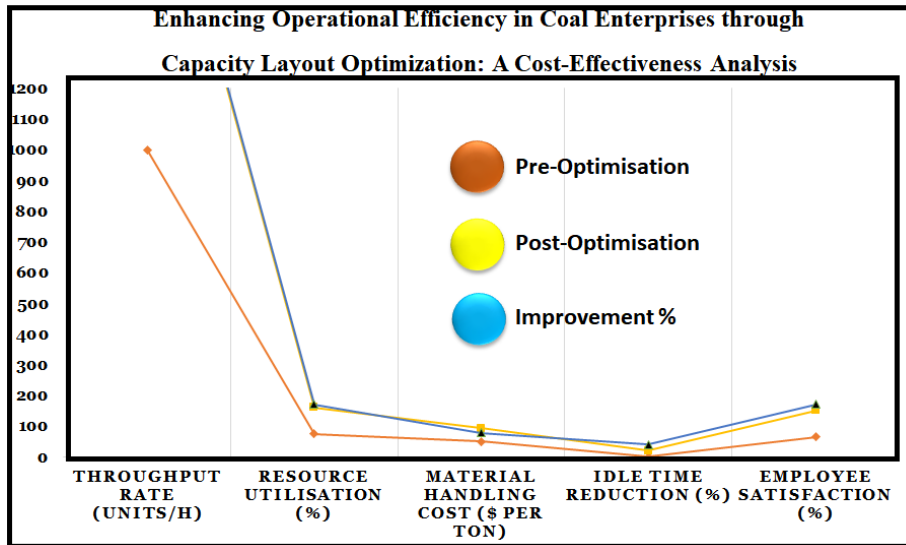 Enhancing Operational Efficiency in Coal Enterprises through
Capacity Layout Optimization: A Cost-Effectiveness Analysis
1200
1100
1000
900
800
700
600
500
400
300
200
100
0
Pre-Optimisation
Post-Optimisation
Improvement %
THROUGHPUT
RATE
(UNITS/H)
RESOURCE
UTILISATION
(%)
MATERIAL
HANDLING
COST ($ PER
TON)
IDLE TIME
REDUCTION (%)
EMPLOYEE
SATISFACTION
(%)